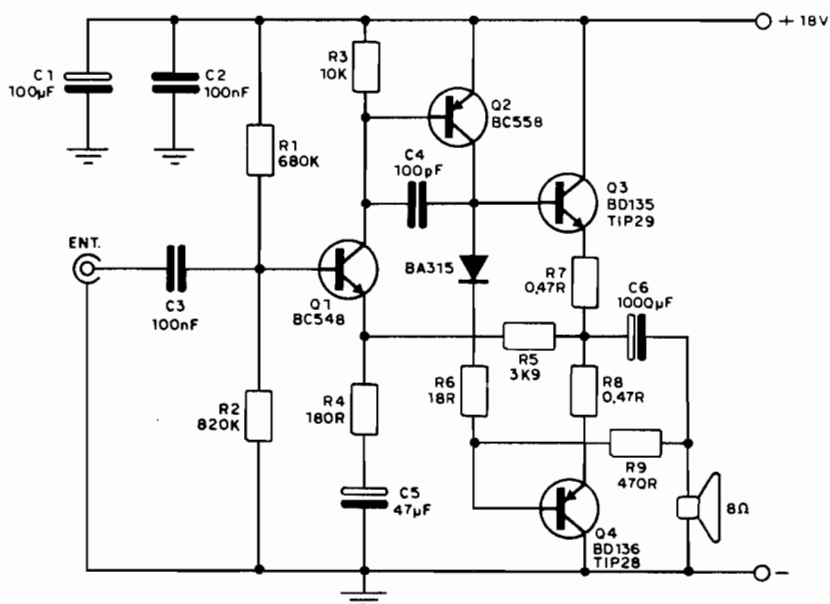 + 18V
C1
100µF
C2
100nF
R3
10K
Q2
BC558
R1
680K
C4
100pF
Q3
BD135
TIP29
ENT.
BA315
R7
0,47R
C6
1000µF
C3
100nF
Q1
BC548
R5
3K9
R2
820K
R4
180R
R6
18R
R8
0,47R
R9
470R
C5
47µF
8Ω
Q4
BD136
TIP28
−